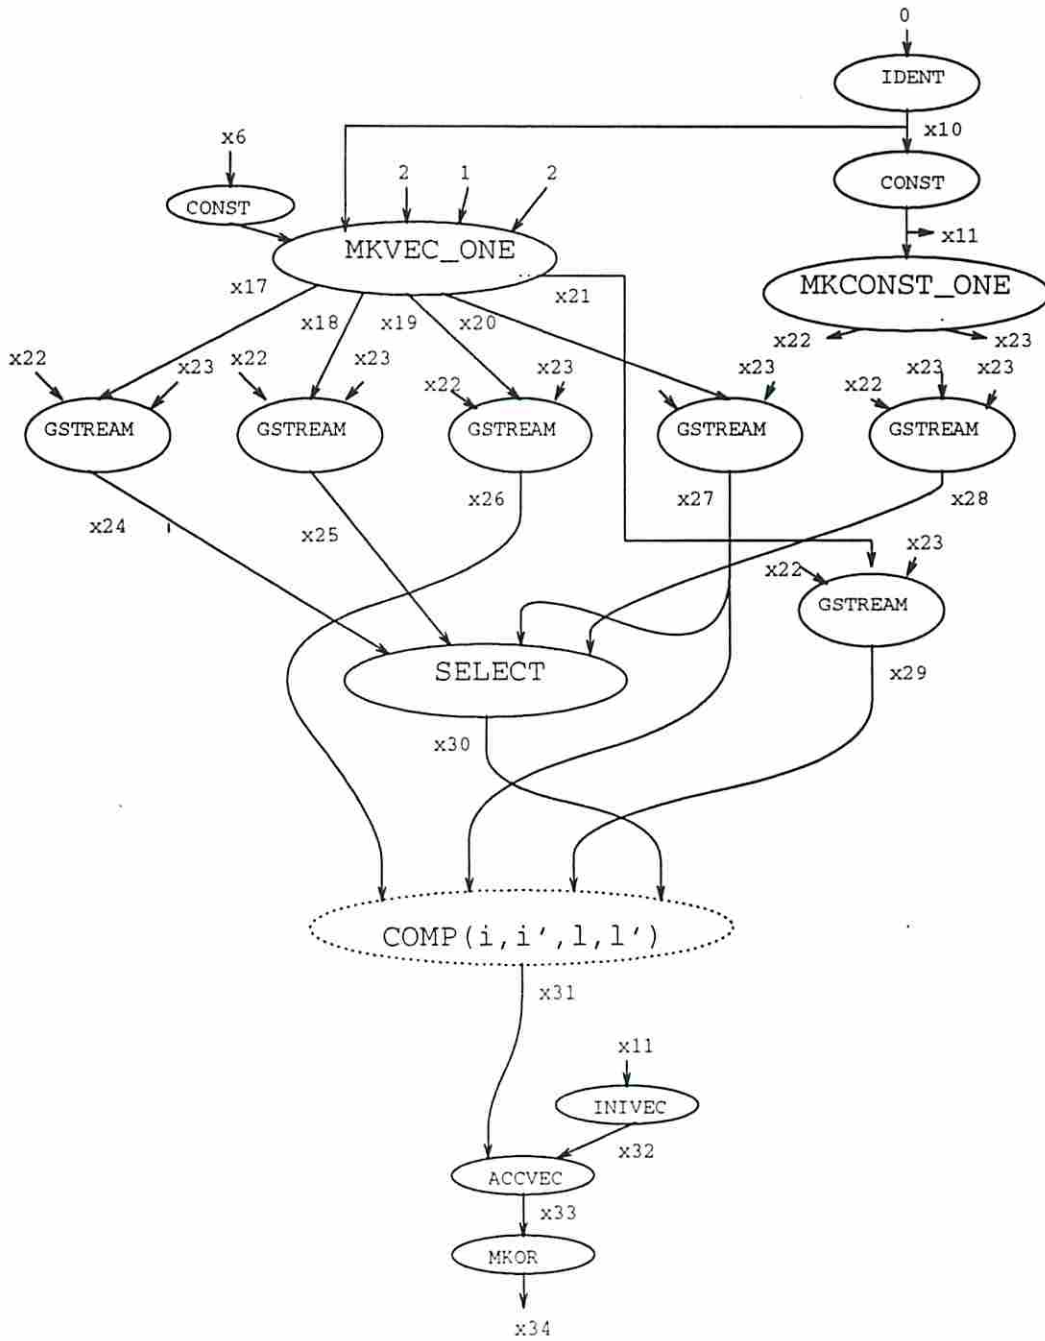 0
IDENT
x6
x10
2 1 2
CONST
CONST
MKVEC_ONE
x11
x17
x21
MKCONST_ONE
x18 x19 x20
x22 x23
x22 x23 x22 x23 x22 x23 x23 x22 x23 x23
GSTREAM GSTREAM GSTREAM GSTREAM GSTREAM
x24 x25 x26 x27 x28
x22 x23
GSTREAM
SELECT
x29
x30
COMP(i,i',l,l')
x31
x11
INIVEC
x32
ACCVEC
x33
MKOR
x34